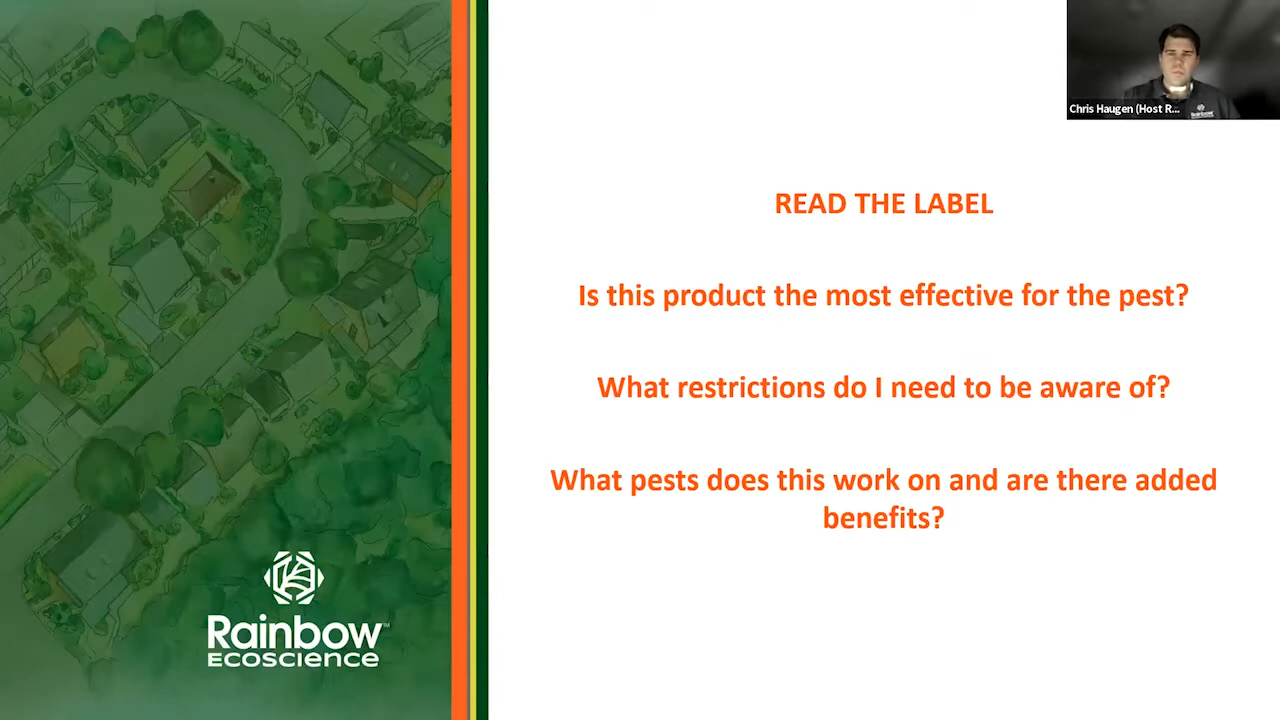 Chris Haugen (Host R...
READ THE LABEL
Is this product the most effective for the pest?
What restrictions do I need to be aware of?
What pests does this work on and are there added
benefits?
Rainbow™
ECOSCIENCE
Rainbow